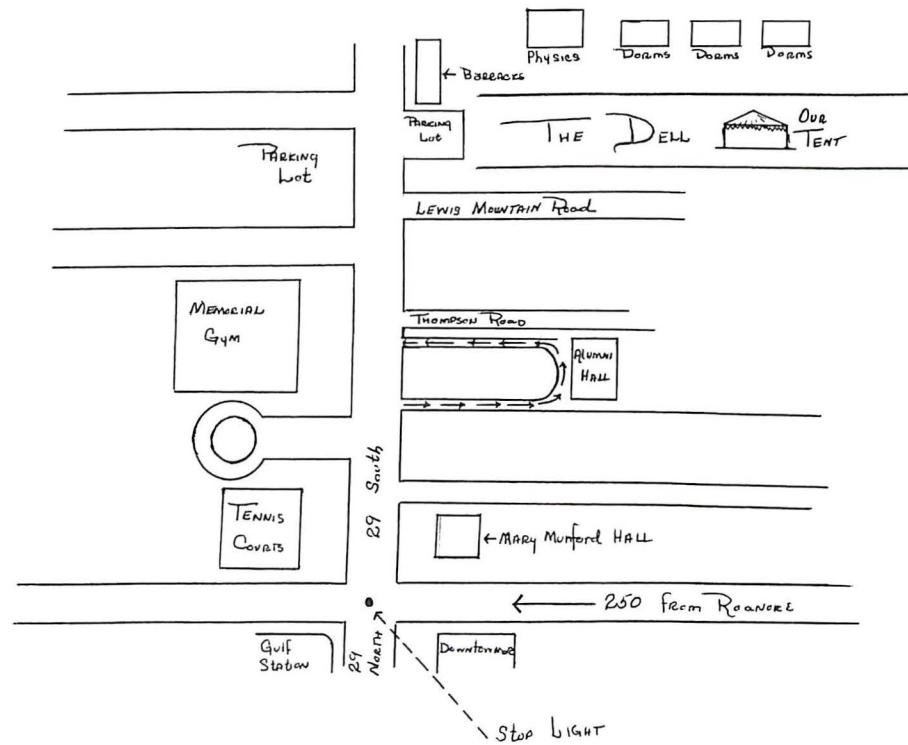 Physics
Dorms
Dorms
Dorms
← Barracks
Parking
Lot
The Dell
Our
Tent
Parking
Lot
Lewis Mountain Road
Memorial
Gym
Thompson Road
Alumni
Hall
29 South
Tennis
Courts
← Mary Munford Hall
← 250 from Roanoke
Gulf
Station
29
North
Stop Light